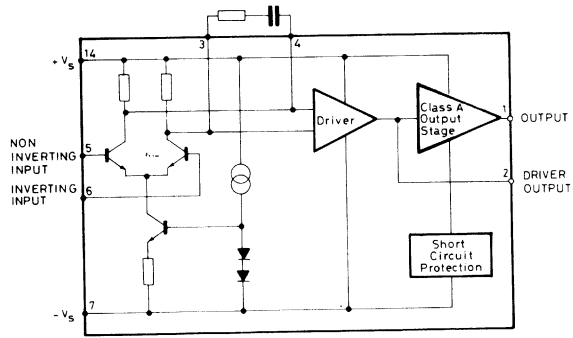 3 4
+ Vs 14
NON
INVERTING
INPUT
5
INVERTING
INPUT
6
Driver
Class A
Output
Stage
1 OUTPUT
2 DRIVER
OUTPUT
Short
Circuit
Protection
- Vs 7